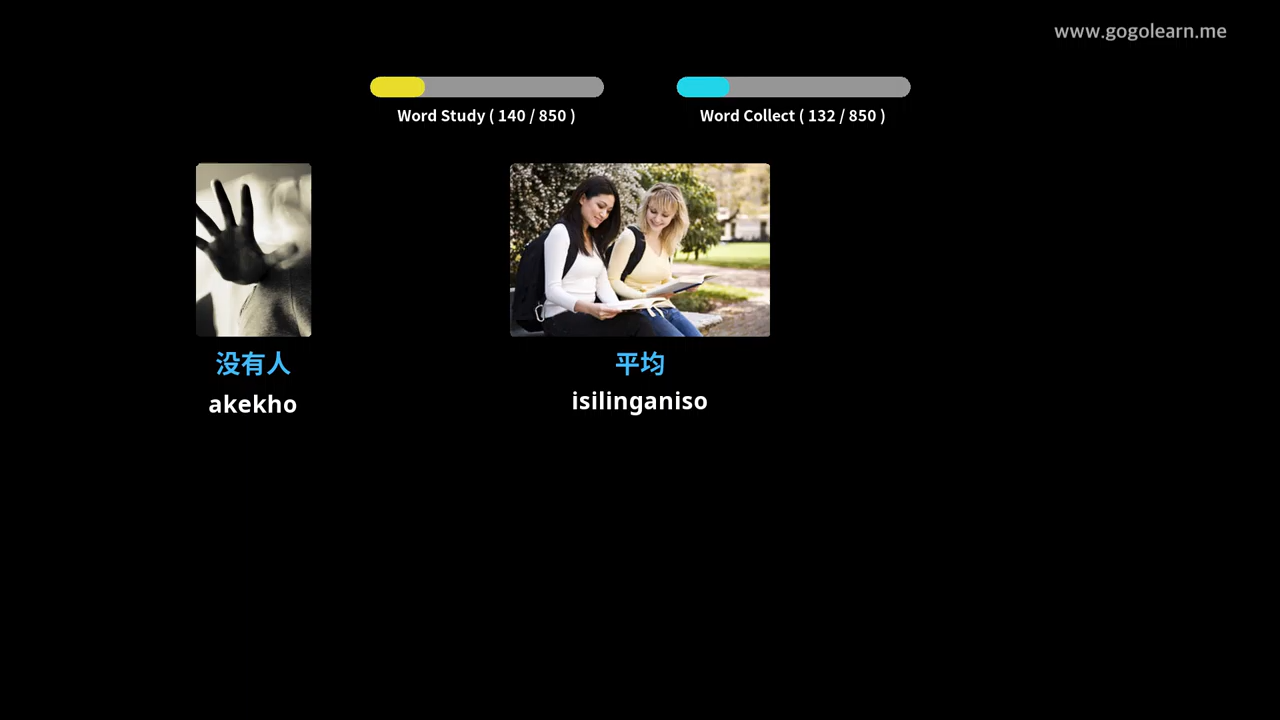 www.gogolearn.me
Word Study ( 140 / 850 )
Word Collect ( 132 / 850 )
没有人
akekho
平均
isilinganiso